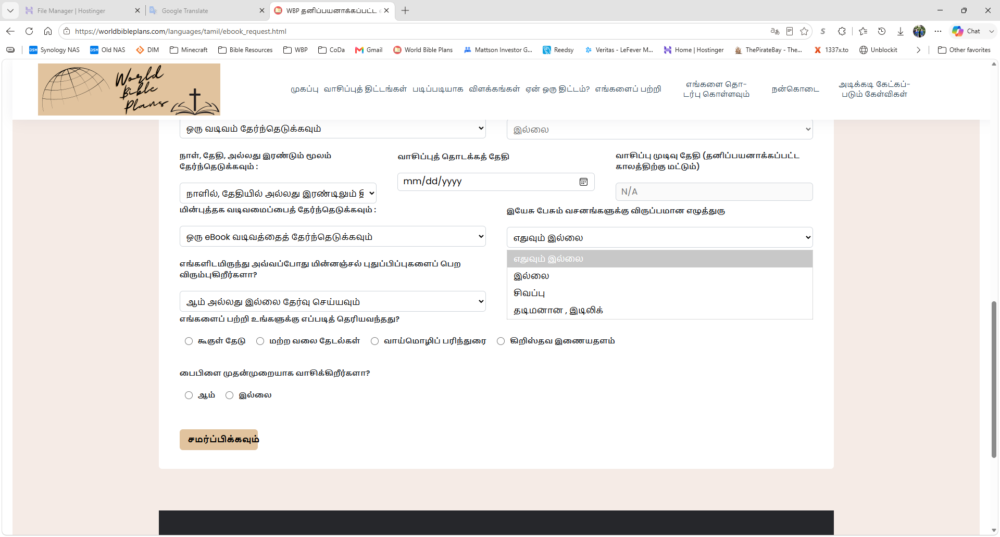 File Manager | Hostinger
Google Translate
WBP தனிப்பயனாக்கப்பட்ட
https://worldbibleplans.com/languages/tamil/ebook_request.html
Chat
Synology NAS
Old NAS
DIM
Minecraft
Bible Resources
WBP
CoDa
Gmail
World Bible Plans
Mattson Investor G...
Reedsy
Veritas - LeFever M...
Home | Hostinger
ThePirateBay - The...
1337x.to
Unblockit
Other favorites
World
Bible
Plans
முகப்பு வாசிப்புத் திட்டங்கள் படிப்படியாக விளக்கங்கள் ஏன் ஒரு திட்டம்? எங்களைப் பற்றி
எங்களை தொ-
டர்பு கொள்ளவும்
நன்கொடை
அடிக்கடி கேட்கப்-
படும் கேள்விகள்
ஒரு வடிவம் தேர்ந்தெடுக்கவும்
இல்லை
நாள், தேதி, அல்லது இரண்டும் மூலம்
தேர்ந்தெடுக்கவும் :
வாசிப்புத் தொடக்கத் தேதி
வாசிப்பு முடிவு தேதி (தனிப்பயனாக்கப்பட்ட
காலத்திற்கு மட்டும்)
நாளில், தேதியில் அல்லது இரண்டிலும்
mm/dd/yyyy
N/A
மின்புத்தக வடிவமைப்பைத் தேர்ந்தெடுக்கவும் :
இயேசு பேசும் வசனங்களுக்கு விருப்பமான எழுத்துரு
ஒரு eBook வடிவத்தைத் தேர்ந்தெடுக்கவும்
எதுவும் இல்லை
எதுவும் இல்லை
இல்லை
சிவப்பு
தடிமனான , இடிலிக்
எங்களிடமிருந்து அவ்வப்போது மின்னஞ்சல் புதுப்பிப்புகளைப் பெற
விரும்புகிறீர்களா?
ஆம் அல்லது இல்லை தேர்வு செய்யவும்
எங்களைப் பற்றி உங்களுக்கு எப்படித் தெரியவந்தது?
கூகுள் தேடு
மற்ற வலை தேடல்கள்
வாய்மொழிப் பரிந்துரை
கிறிஸ்தவ இணையதளம்
பைபிளை முதன்முறையாக வாசிக்கிறீர்களா?
ஆம்
இல்லை
சமர்ப்பிக்கவும்